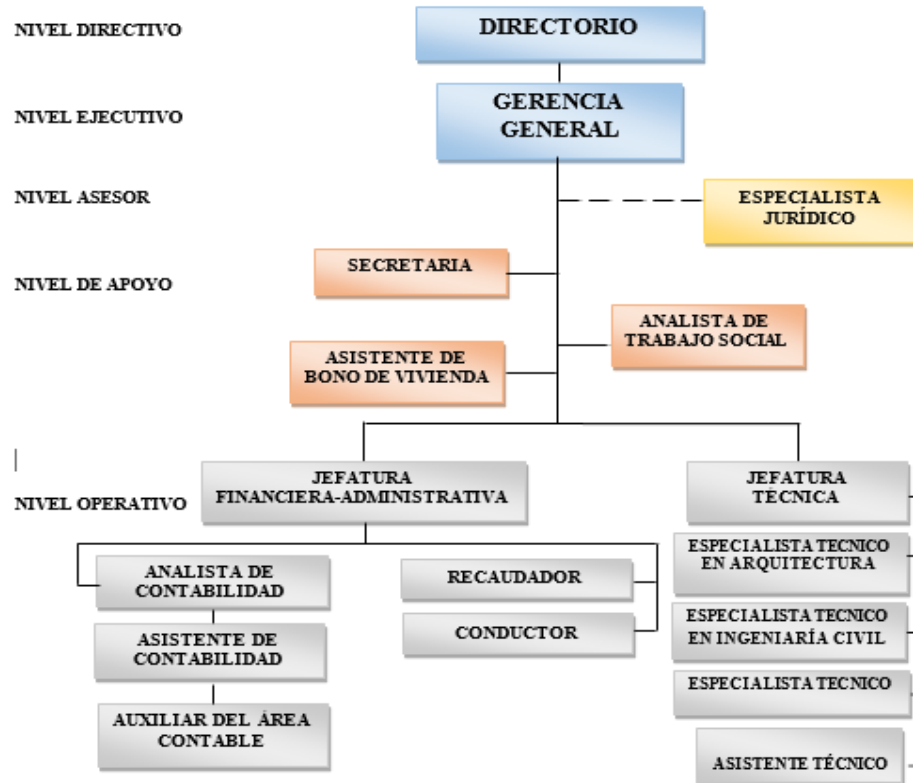 NIVEL DIRECTIVO
DIRECTORIO
NIVEL EJECUTIVO
GERENCIA
GENERAL
NIVEL ASESOR
ESPECIALISTA
JURÍDICO
NIVEL DE APOYO
SECRETARIA
ANALISTA DE
TRABAJO SOCIAL
ASISTENTE DE
BONO DE VIVIENDA
NIVEL OPERATIVO
JEFATURA
FINANCIERA-ADMINISTRATIVA
JEFATURA
TÉCNICA
ANALISTA DE
CONTABILIDAD
ASISTENTE DE
CONTABILIDAD
AUXILIAR DEL ÁREA
CONTABLE
RECAUDADOR
CONDUCTOR
ESPECIALISTA TECNICO
EN ARQUITECTURA
ESPECIALISTA TECNICO
EN INGENIARÍA CIVIL
ESPECIALISTA TECNICO
ASISTENTE TÉCNICO